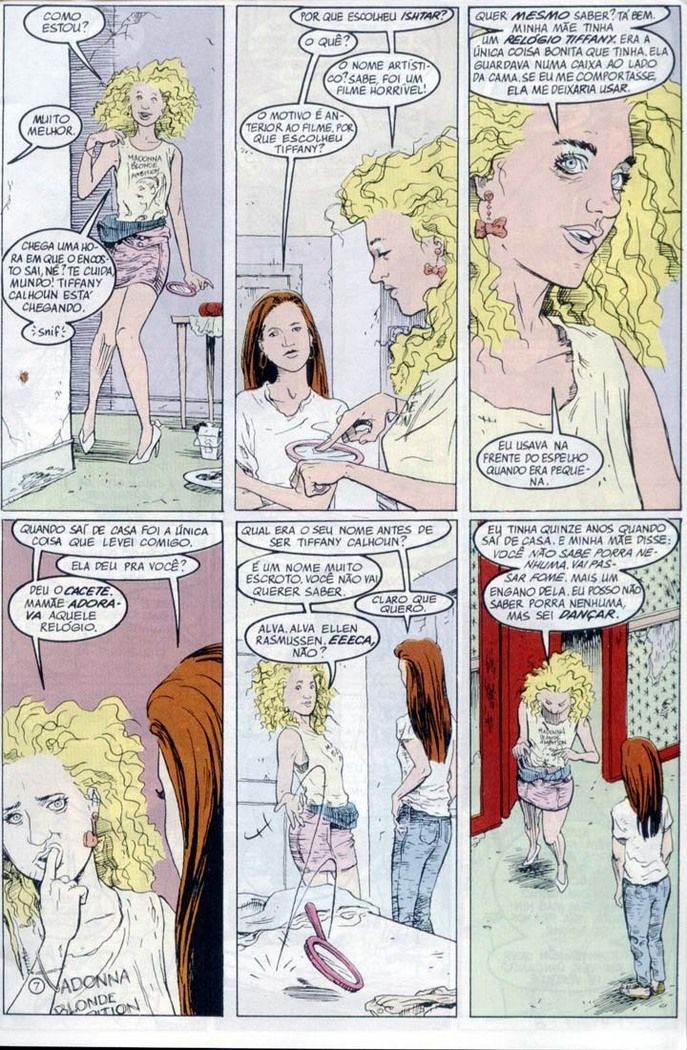 COMO
ESTOU?
MUITO
MELHOR.
MADONNA
BLONDE
AMBITION
CHEGA UMA HO-
RA EM QUE O ENCOS-
TO SAI, NÉ? TE CUIDA,
MUNDO! TIFFANY
CALHOUN ESTÁ
CHEGANDO.
snif
POR QUE ESCOLHEU ISHTAR?
O QUÊ?
O NOME ARTÍSTI-
CO? SABE, FOI UM
FILME HORRÍVEL!
O MOTIVO É AN-
TERIOR AO FILME. POR
QUE ESCOLHEU
TIFFANY?
QUER MESMO SABER? TÁ BEM.
MINHA MÃE TINHA
UM RELÓGIO TIFFANY. ERA A
ÚNICA COISA BONITA QUE TINHA. ELA
GUARDAVA NUMA CAIXA AO LADO
DA CAMA. SE EU ME COMPORTASSE,
ELA ME DEIXARIA USAR.
EU USAVA NA
FRENTE DO ESPELHO
QUANDO ERA PEQUE-
NA.
QUANDO SAÍ DE CASA FOI A ÚNICA
COISA QUE LEVEI COMIGO.
ELA DEU PRA VOCÊ?
DEU O CACETE.
MAMÃE ADORA-
VA AQUELE
RELÓGIO.
7
ADONNA
BLONDE
BITION
QUAL ERA O SEU NOME ANTES DE
SER TIFFANY CALHOUN?
É UM NOME MUITO
ESCROTO. VOCÊ NÃO VAI
QUERER SABER.
CLARO QUE
QUERO.
ALVA. ALVA ELLEN
RASMUSSEN. EEECA,
NÃO?
EU TINHA QUINZE ANOS QUANDO
SAÍ DE CASA. E MINHA MÃE DISSE:
VOCÊ NÃO SABE PORRA NE-
NHUMA. VAI PAS-
SAR FOME. MAIS UM
ENGANO DELA. EU POSSO NÃO
SABER PORRA NENHUMA,
MAS SEI DANÇAR.
MADONNA
BLONDE
AMBITION